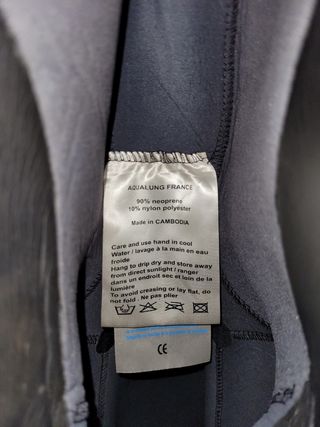 AQUALUNG FRANCE
90% neoprene
10% nylon polyester
Made in CAMBODIA
Care and use hand in cool
Water / lavage à la main en eau
froide
Hang to drip dry and store away
from direct sunlight / ranger
dans un endroit sec et loin de la
lumière
To avoid creasing or lay flat, do
not fold. Ne pas plier
CE